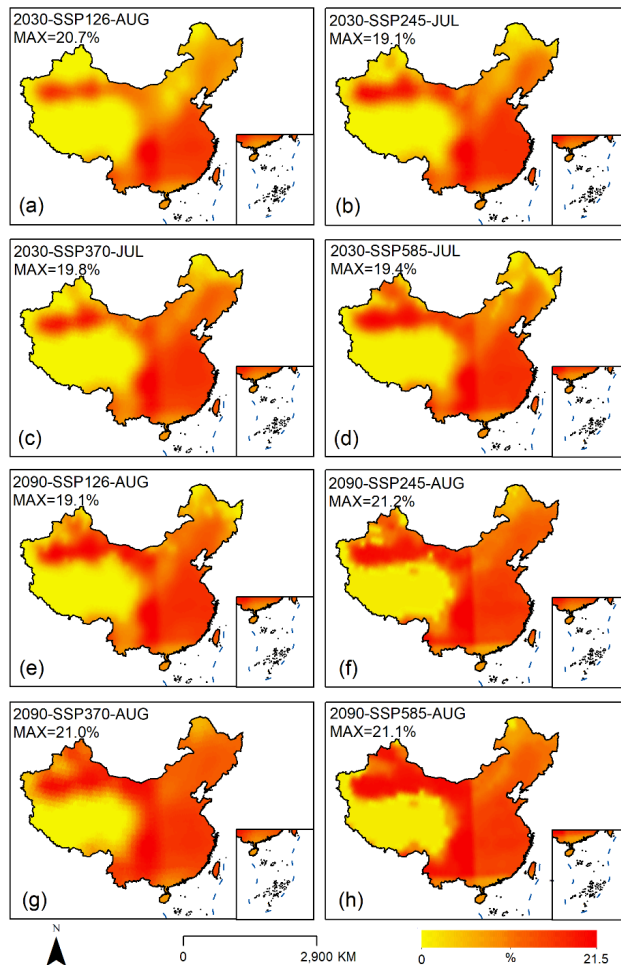 2030-SSP126-AUG
MAX=20.7%
(a)
2030-SSP245-JUL
MAX=19.1%
(b)
2030-SSP370-JUL
MAX=19.8%
(c)
2030-SSP585-JUL
MAX=19.4%
(d)
2090-SSP126-AUG
MAX=19.1%
(e)
2090-SSP245-AUG
MAX=21.2%
(f)
2090-SSP370-AUG
MAX=21.0%
(g)
2090-SSP585-AUG
MAX=21.1%
(h)
N
0 2,900 KM
0 % 21.5